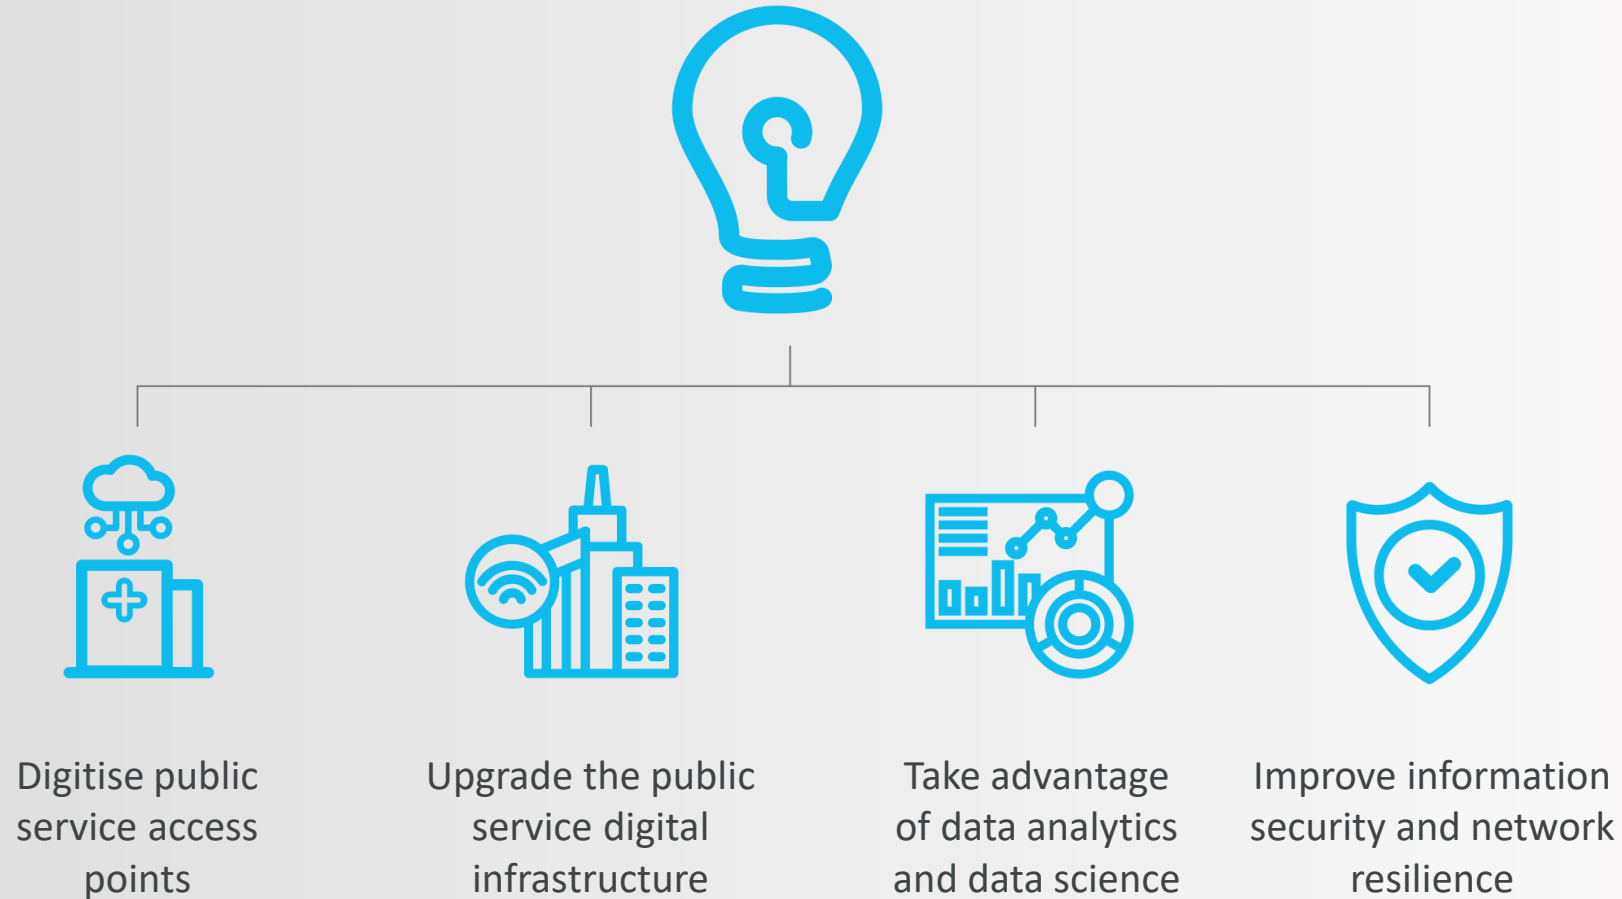 Digitise public
service access
points
Upgrade the public
service digital
infrastructure
Take advantage
of data analytics
and data science
Improve information
security and network
resilience